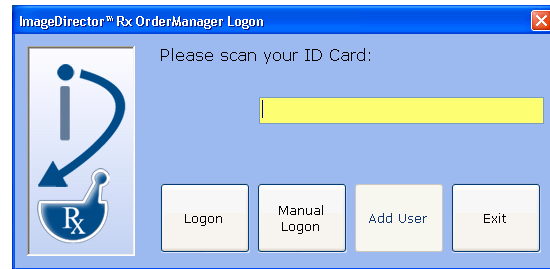 ImageDirector™ Rx OrderManager Logon
Please scan your ID Card:
Rx
Logon
Manual
Logon
Add User
Exit